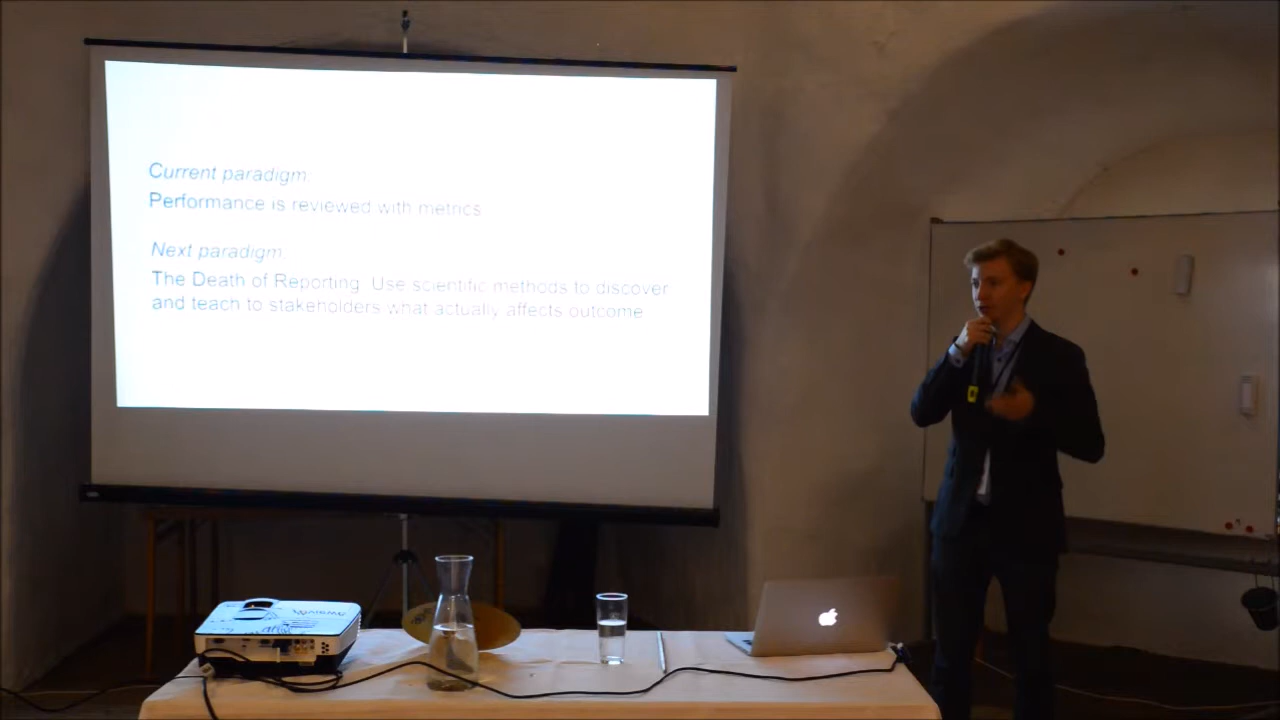 Current paradigm:
Performance is reviewed with metrics
Next paradigm:
The Death of Reporting: Use scientific methods to discover
and teach to stakeholders what actually affects outcome